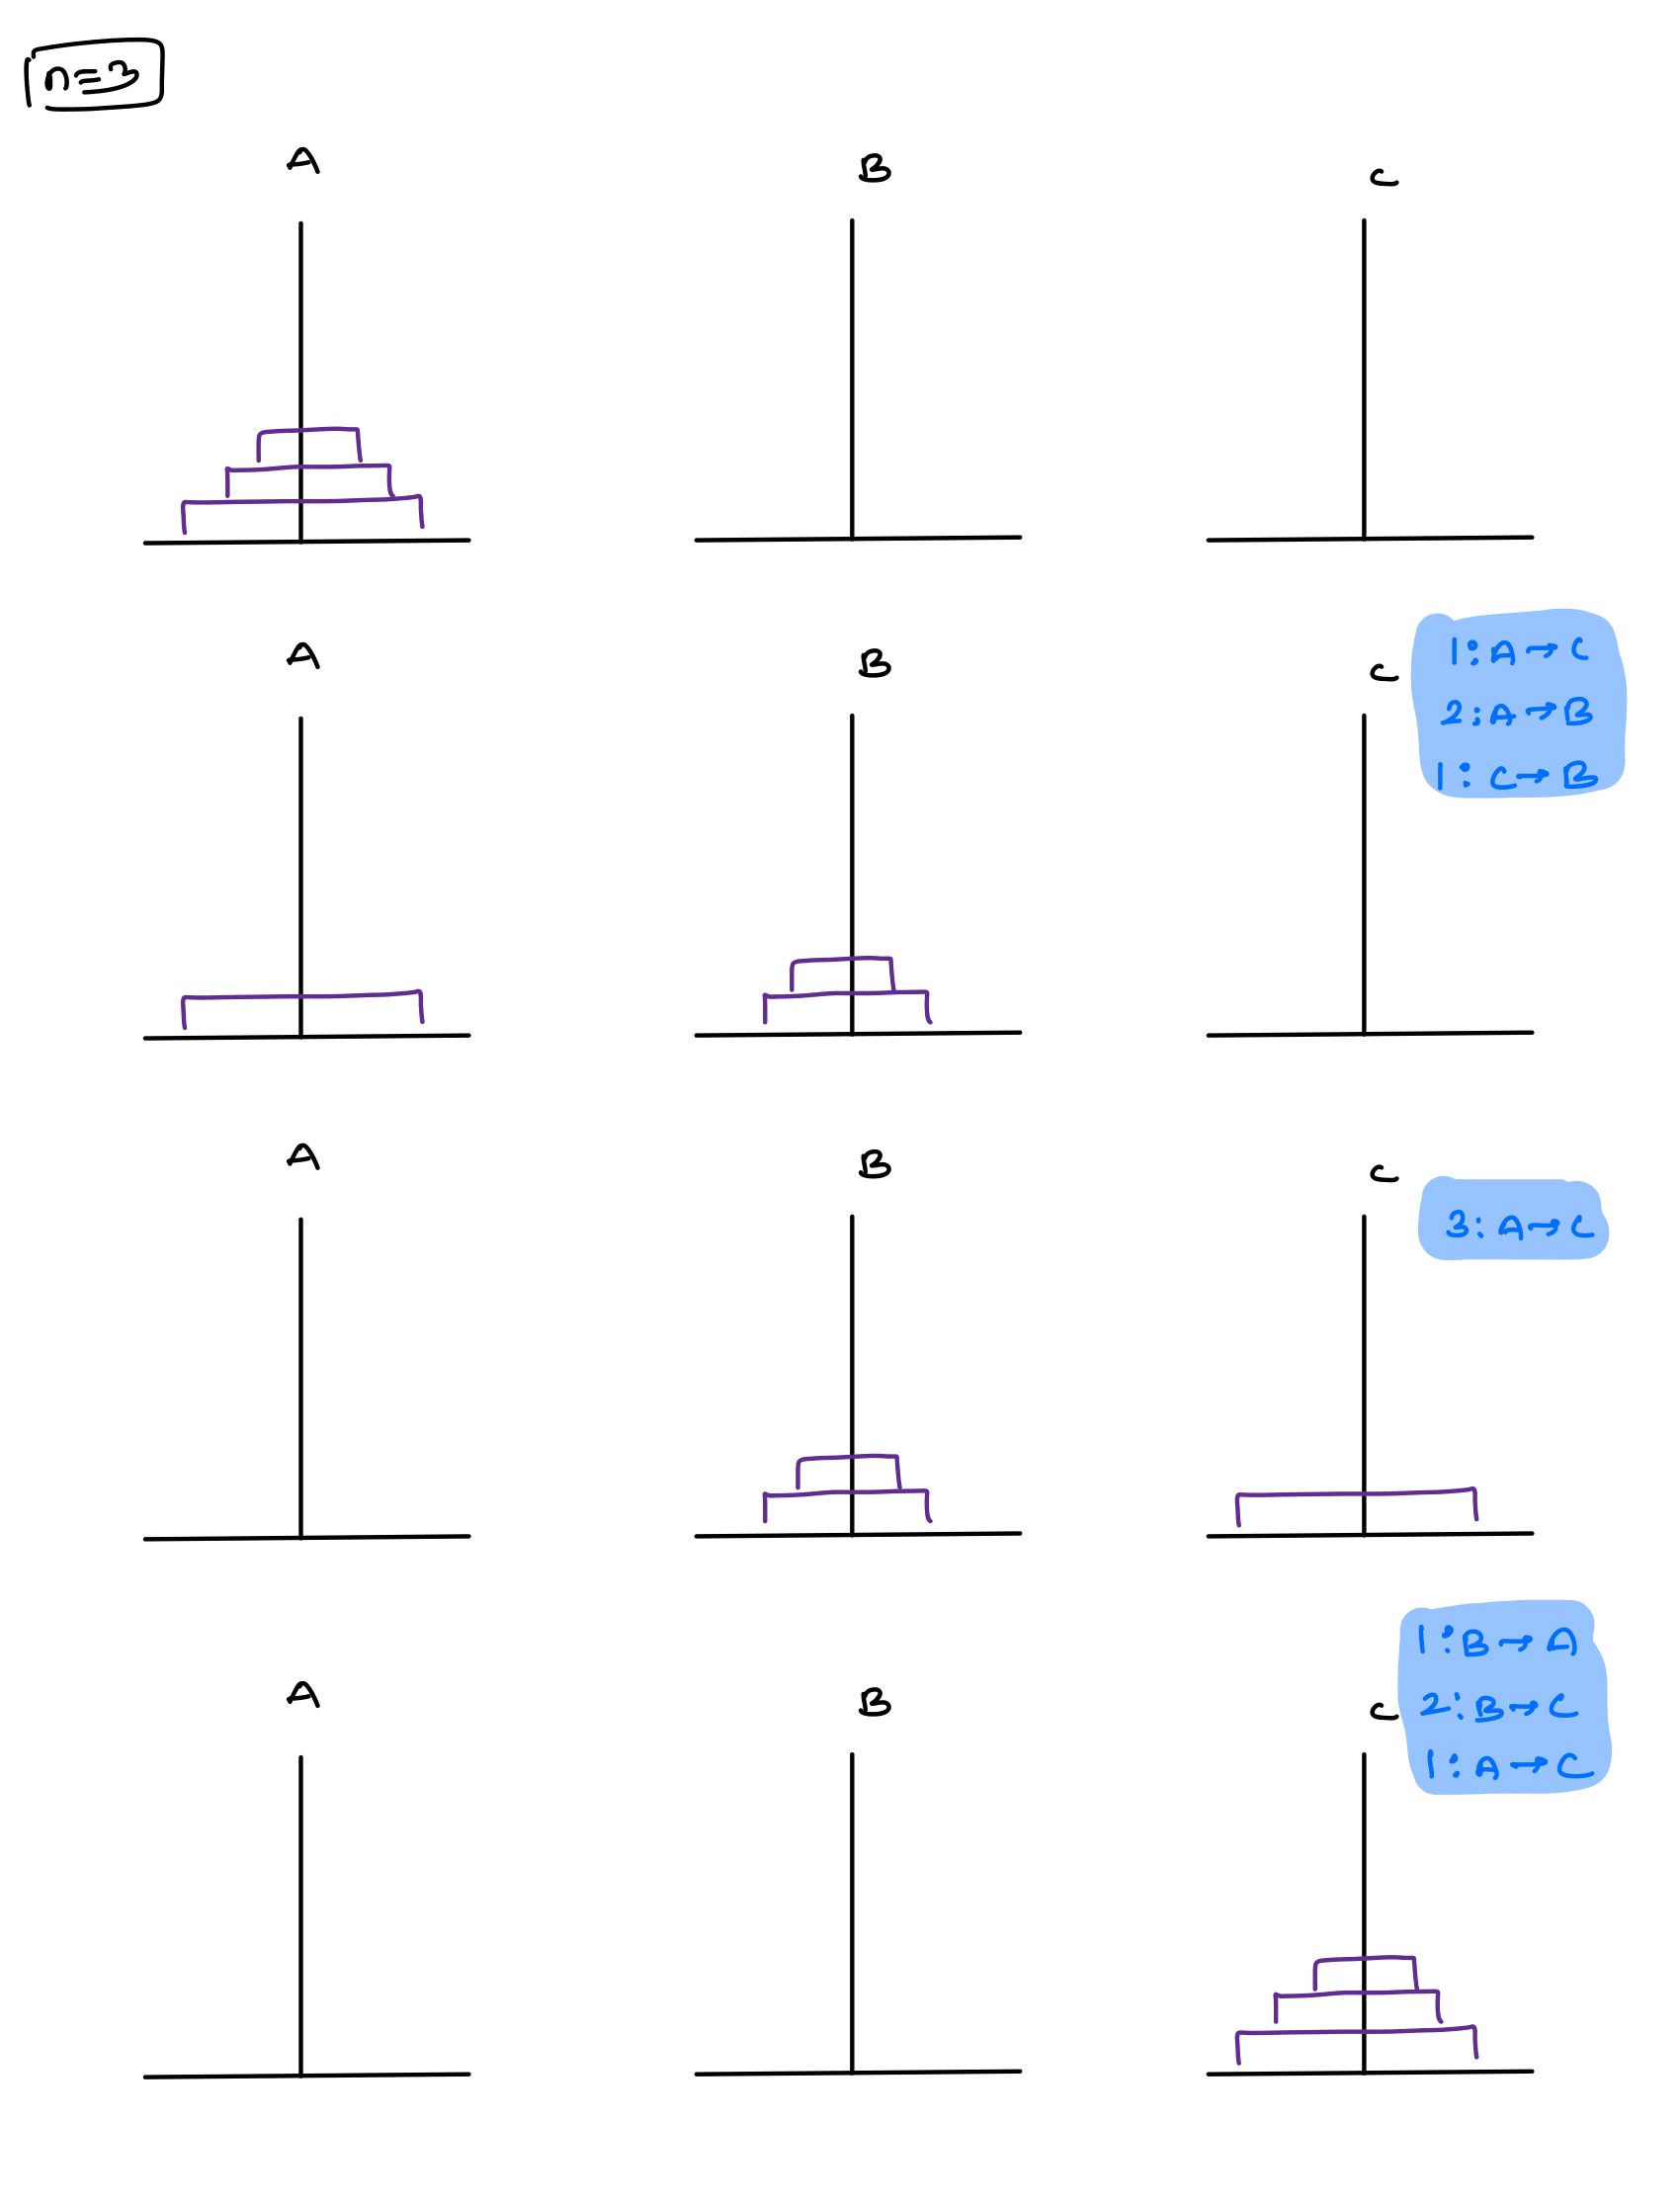 n=3
A B C
A B C
1: A→C
2: A→B
1: C→B
A B C
3: A→C
A B C
1: B→A
2: B→C
1: A→C